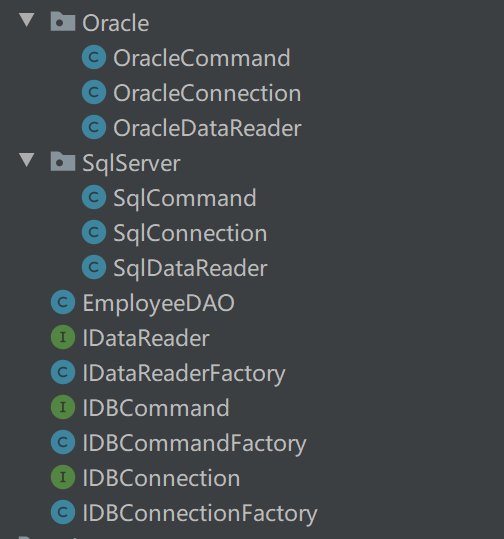 Oracle
OracleCommand
OracleConnection
OracleDataReader
SqlServer
SqlCommand
SqlConnection
SqlDataReader
EmployeeDAO
IDataReader
IDataReaderFactory
IDBCommand
IDBCommandFactory
IDBConnection
IDBConnectionFactory